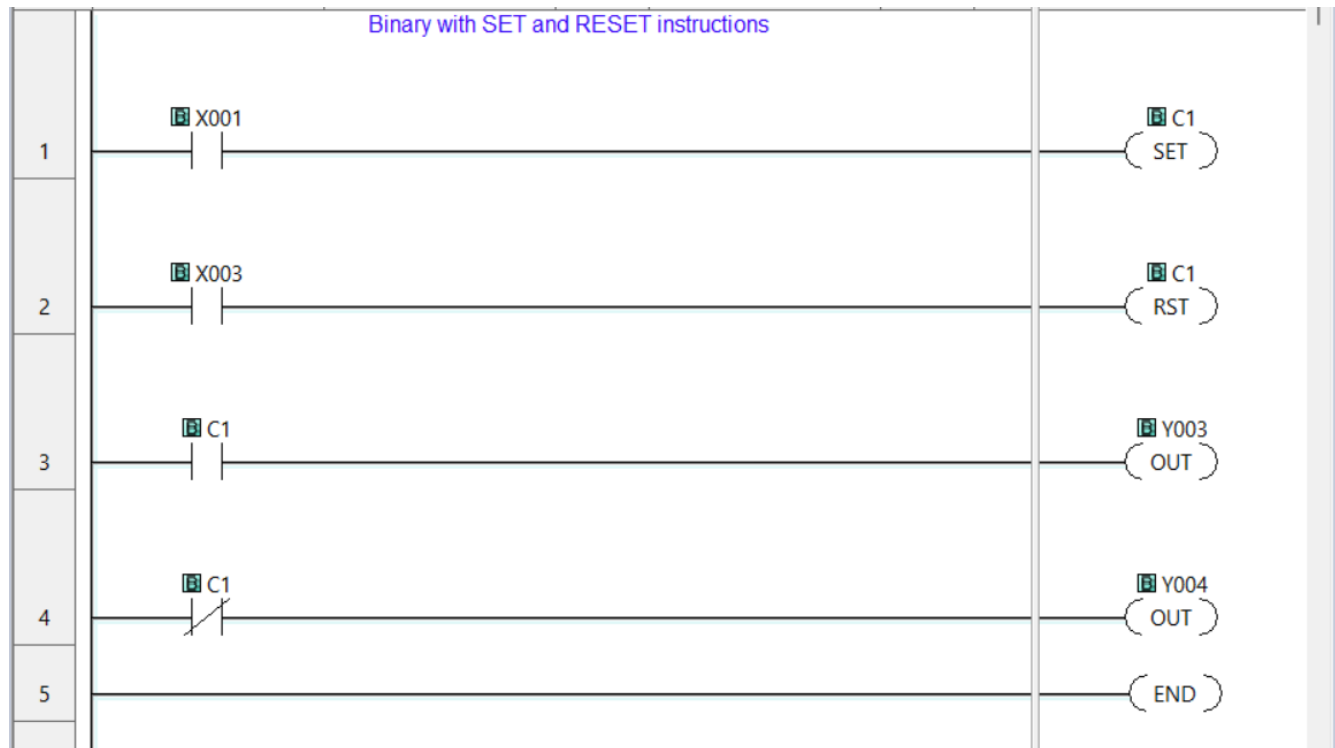 Binary with SET and RESET instructions
B X001
B C1
1
SET
B X003
B C1
2
RST
B C1
B Y003
3
OUT
B C1
B Y004
4
OUT
5
END